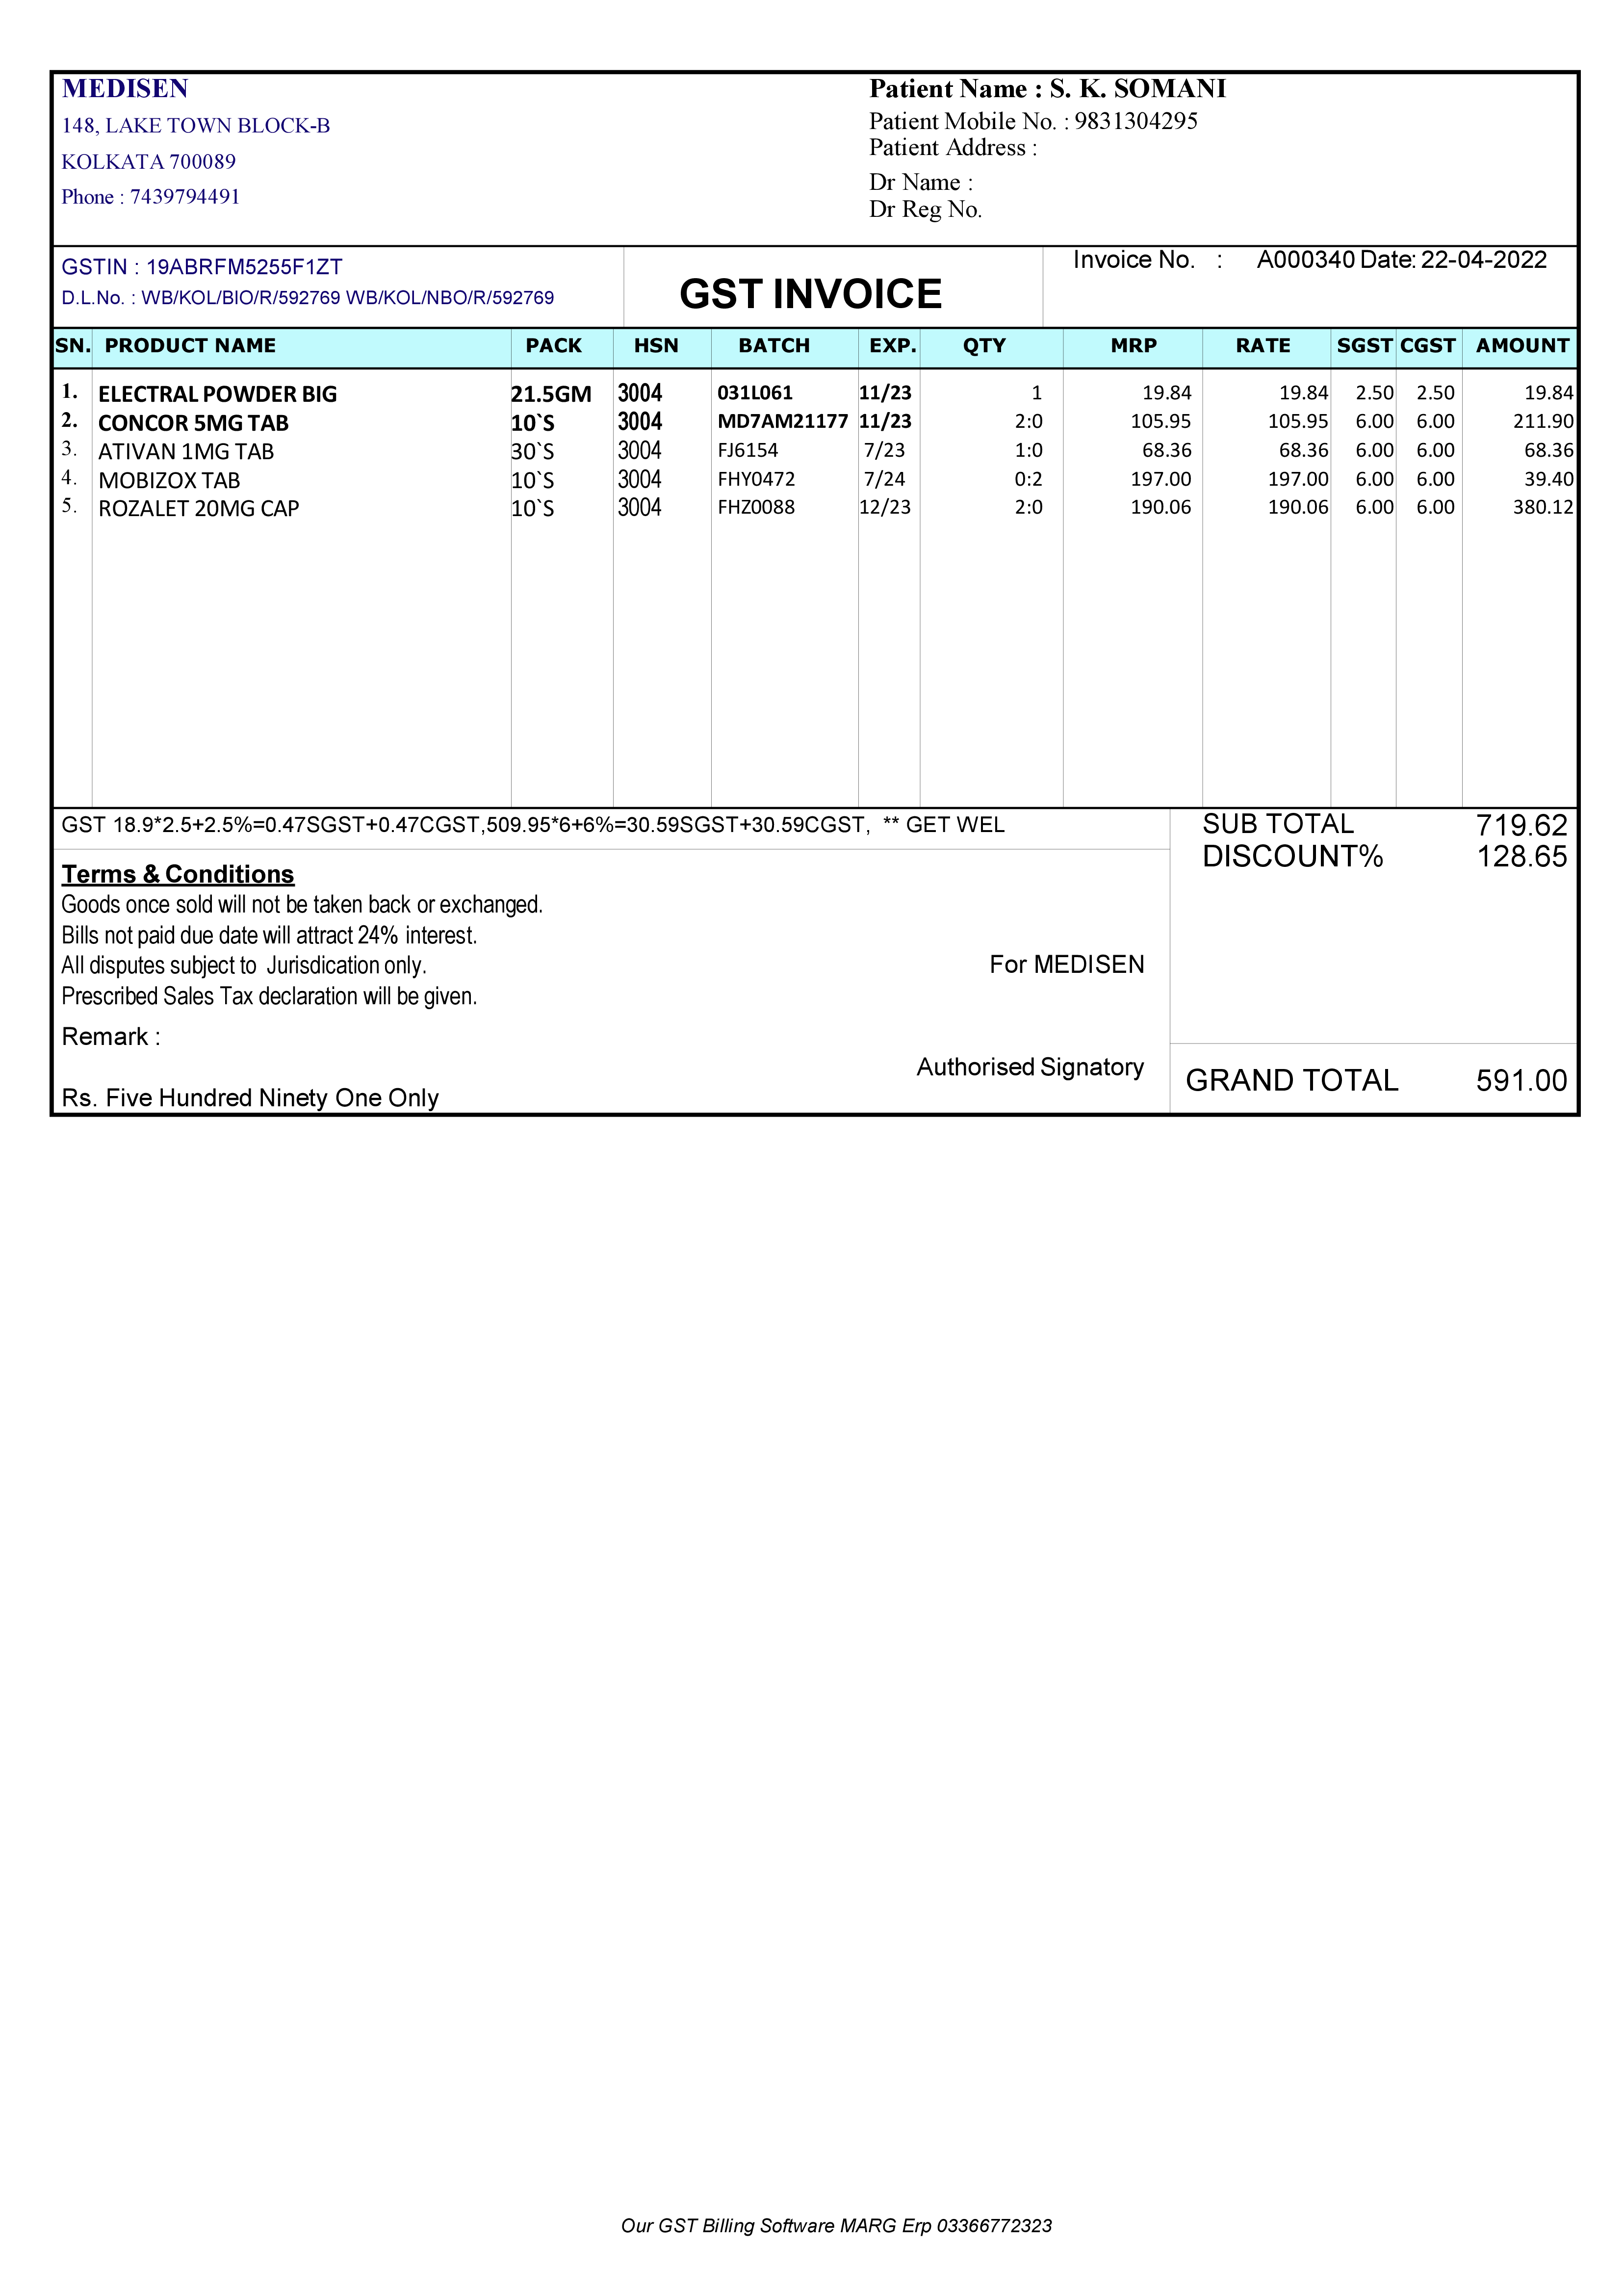 MEDISEN
148, LAKE TOWN BLOCK-B
KOLKATA 700089
Phone : 7439794491
Patient Name : S. K. SOMANI
Patient Mobile No. : 9831304295
Patient Address :
Dr Name :
Dr Reg No.
GSTIN : 19ABRFM5255F1ZT
D.L.No. : WB/KOL/BIO/R/592769 WB/KOL/NBO/R/592769
GST INVOICE
Invoice No. : A000340 Date: 22-04-2022
SN. PRODUCT NAME PACK HSN BATCH EXP. QTY MRP RATE SGST CGST AMOUNT
1. ELECTRAL POWDER BIG 21.5GM 3004 031L061 11/23 1 19.84 19.84 2.50 2.50 19.84
2. CONCOR 5MG TAB 10`S 3004 MD7AM21177 11/23 2:0 105.95 105.95 6.00 6.00 211.90
3. ATIVAN 1MG TAB 30`S 3004 FJ6154 7/23 1:0 68.36 68.36 6.00 6.00 68.36
4. MOBIZOX TAB 10`S 3004 FHY0472 7/24 0:2 197.00 197.00 6.00 6.00 39.40
5. ROZALET 20MG CAP 10`S 3004 FHZ0088 12/23 2:0 190.06 190.06 6.00 6.00 380.12
GST 18.9*2.5+2.5%=0.47SGST+0.47CGST,509.95*6+6%=30.59SGST+30.59CGST, ** GET WEL
SUB TOTAL 719.62
DISCOUNT% 128.65
Terms & Conditions
Goods once sold will not be taken back or exchanged.
Bills not paid due date will attract 24% interest.
All disputes subject to Jurisdication only.
Prescribed Sales Tax declaration will be given.
For MEDISEN
Remark :
Authorised Signatory
Rs. Five Hundred Ninety One Only
GRAND TOTAL 591.00
Our GST Billing Software MARG Erp 03366772323